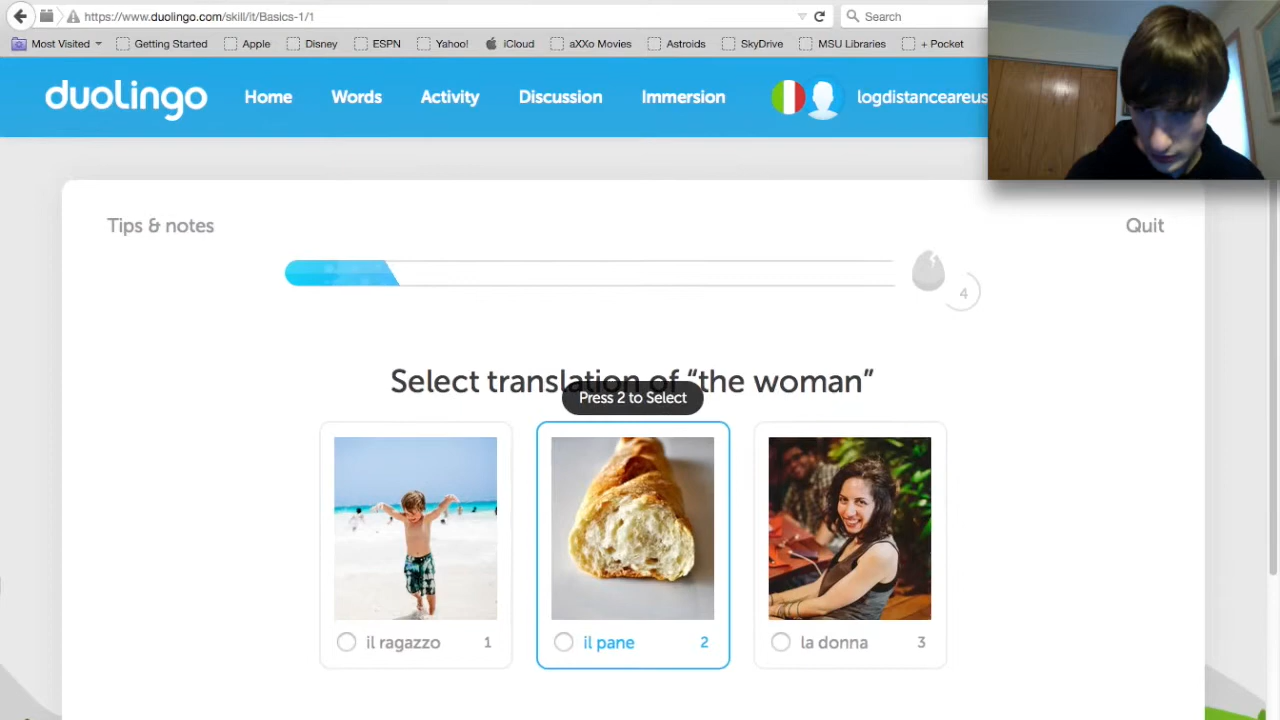 https://www.duolingo.com/skill/it/Basics-1/1
Search
Most Visited
Getting Started
Apple
Disney
ESPN
Yahoo!
iCloud
aXXo Movies
Astroids
SkyDrive
MSU Libraries
+ Pocket
duolingo
Home
Words
Activity
Discussion
Immersion
logdistanceareus
Tips & notes
Quit
4
Select translation of “the woman”
Press 2 to Select
il ragazzo 1
il pane 2
la donna 3